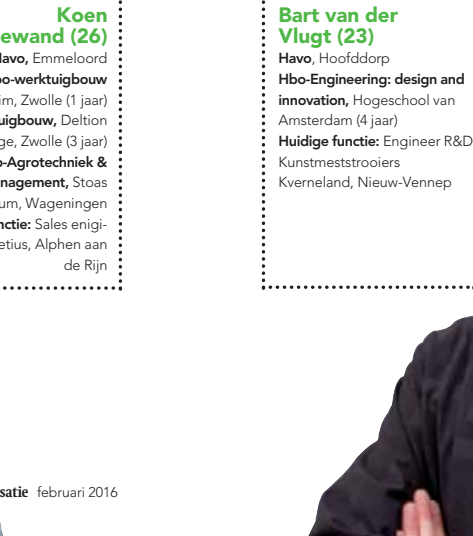 Koen
ewand (26)
Havo, Emmeloord
bo-werktuigbouw
im, Zwolle (1 jaar)
uigbouw, Deltion
ge, Zwolle (3 jaar)
o-Agrotechniek &
nagement, Stoas
um, Wageningen
nctie: Sales enigi-
etius, Alphen aan
de Rijn
Bart van der
Vlugt (23)
Havo, Hoofddorp
Hbo-Engineering: design and
innovation, Hogeschool van
Amsterdam (4 jaar)
Huidige functie: Engineer R&D
Kunstmeststrooiers
Kverneland, Nieuw-Vennep
satie februari 2016